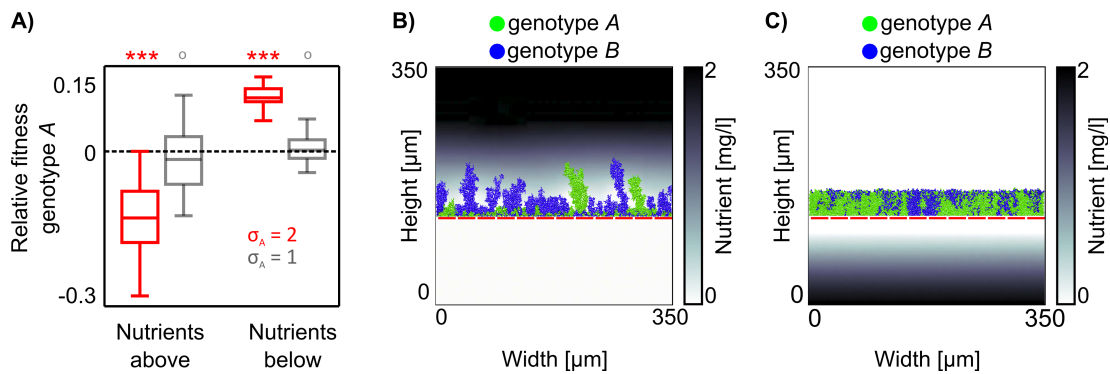 A)
*** o *** o
0.15
0
-0.3
Relative fitness
genotype A
σA = 2
σA = 1
Nutrients
above
Nutrients
below
B)
genotype A
genotype B
350
0
Height [µm]
0 350
Width [µm]
2
0
Nutrient [mg/l]
C)
genotype A
genotype B
350
0
Height [µm]
0 350
Width [µm]
2
0
Nutrient [mg/l]